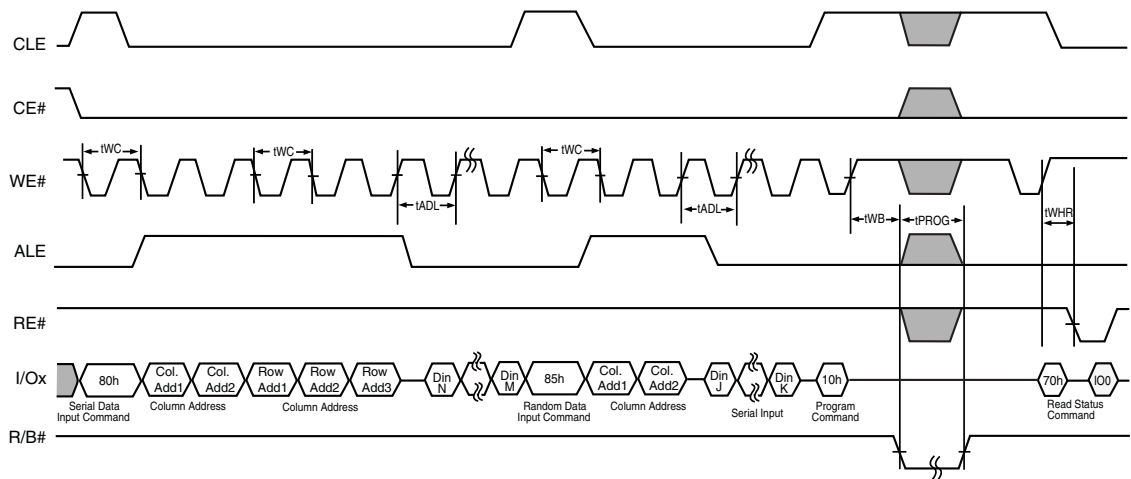 CLE
CE#
tWC
tWC
tWC
WE#
tADL
tADL
tWB
tPROG
tWHR
ALE
RE#
I/Ox
80h
Col.
Add1
Col.
Add2
Row
Add1
Row
Add2
Row
Add3
Din
N
Din
M
85h
Col.
Add1
Col.
Add2
Din
J
Din
K
10h
70h
IO0
Serial Data
Input Command
Column Address
Column Address
Random Data
Input Command
Column Address
Serial Input
Program
Command
Read Status
Command
R/B#